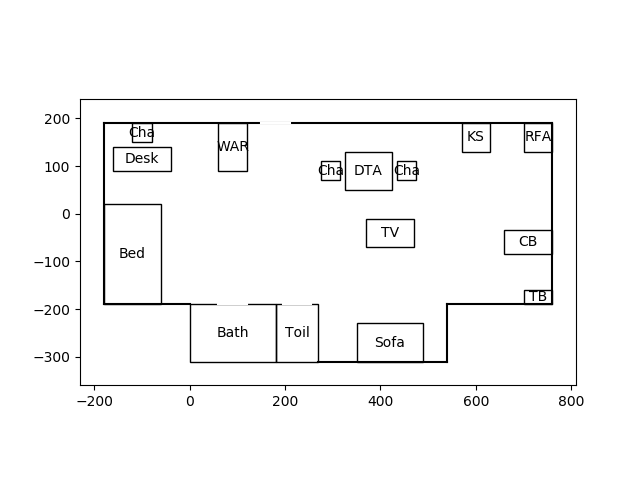 200
100
0
−100
−200
−300
−200
0
200
400
600
800
Cha
Desk
WAR
Cha
DTA
Cha
KS
RFA
Bed
TV
CB
TB
Bath
Toil
Sofa